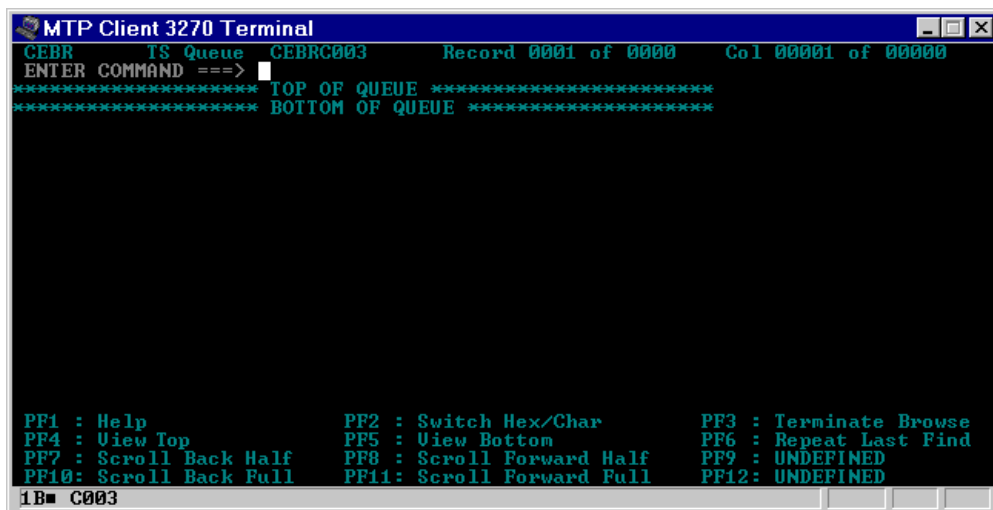 MTP Client 3270 Terminal
CEBR TS Queue CEBRC003 Record 0001 of 0000 Col 00001 of 00000
ENTER COMMAND ===>
******************** TOP OF QUEUE ***********************
******************** BOTTOM OF QUEUE ********************
PF1 : Help PF2 : Switch Hex/Char PF3 : Terminate Browse
PF4 : View Top PF5 : View Bottom PF6 : Repeat Last Find
PF7 : Scroll Back Half PF8 : Scroll Forward Half PF9 : UNDEFINED
PF10: Scroll Back Full PF11: Scroll Forward Full PF12: UNDEFINED
1B■ C003